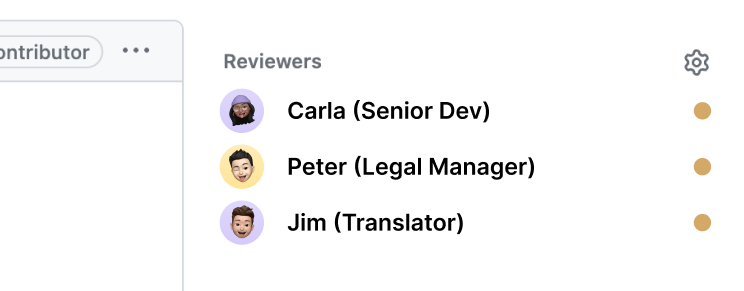 ontributor
Reviewers
Carla (Senior Dev)
Peter (Legal Manager)
Jim (Translator)